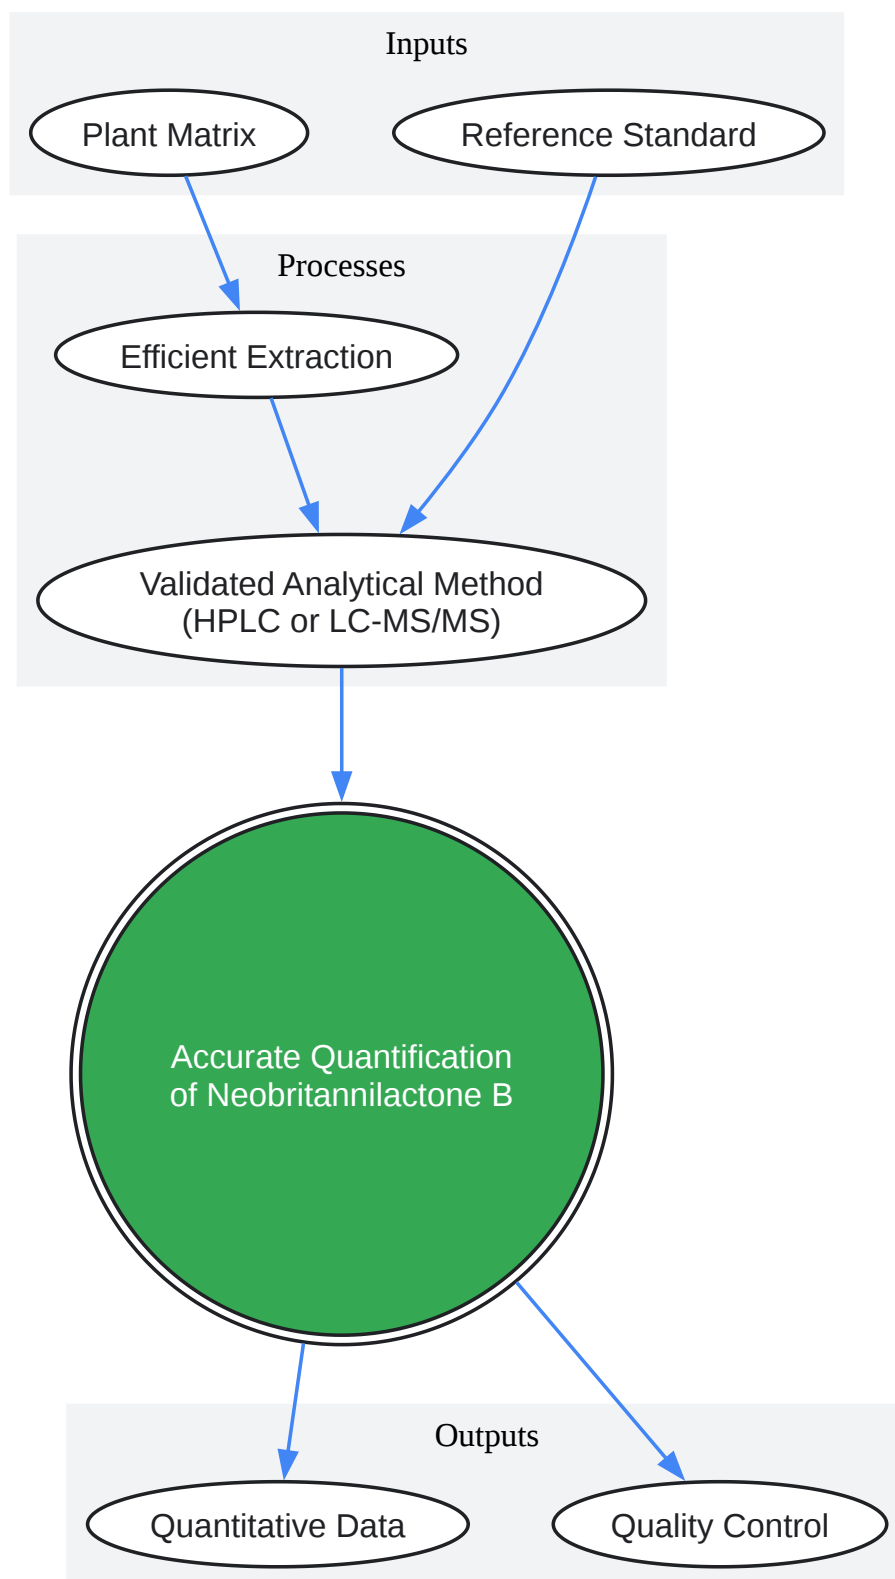 Inputs
Plant Matrix
Reference Standard
Processes
Efficient Extraction
Validated Analytical Method
(HPLC or LC-MS/MS)
Accurate Quantification
of Neobritannilactone B
Outputs
Quantitative Data
Quality Control